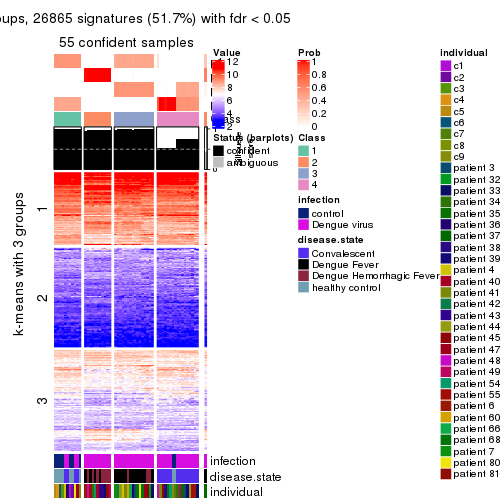 oups, 26865 signatures (51.7%) with fdr < 0.05
55 confident samples
k-means with 3 groups
1
2
3
infection
disease.state
individual
Value
12
10
8
6
4
2
Status (barplots)
confident
ambiguous
Prob
1
0.8
0.6
0.4
0.2
0
Class
1
2
3
4
infection
control
Dengue virus
disease.state
Convalescent
Dengue Fever
Dengue Hemorrhagic Fever
healthy control
individual
c1
c2
c3
c4
c5
c6
c7
c8
c9
patient 3
patient 32
patient 33
patient 34
patient 35
patient 36
patient 37
patient 38
patient 39
patient 4
patient 40
patient 41
patient 42
patient 43
patient 44
patient 45
patient 47
patient 48
patient 49
patient 54
patient 55
patient 6
patient 60
patient 66
patient 68
patient 7
patient 80
patient 81